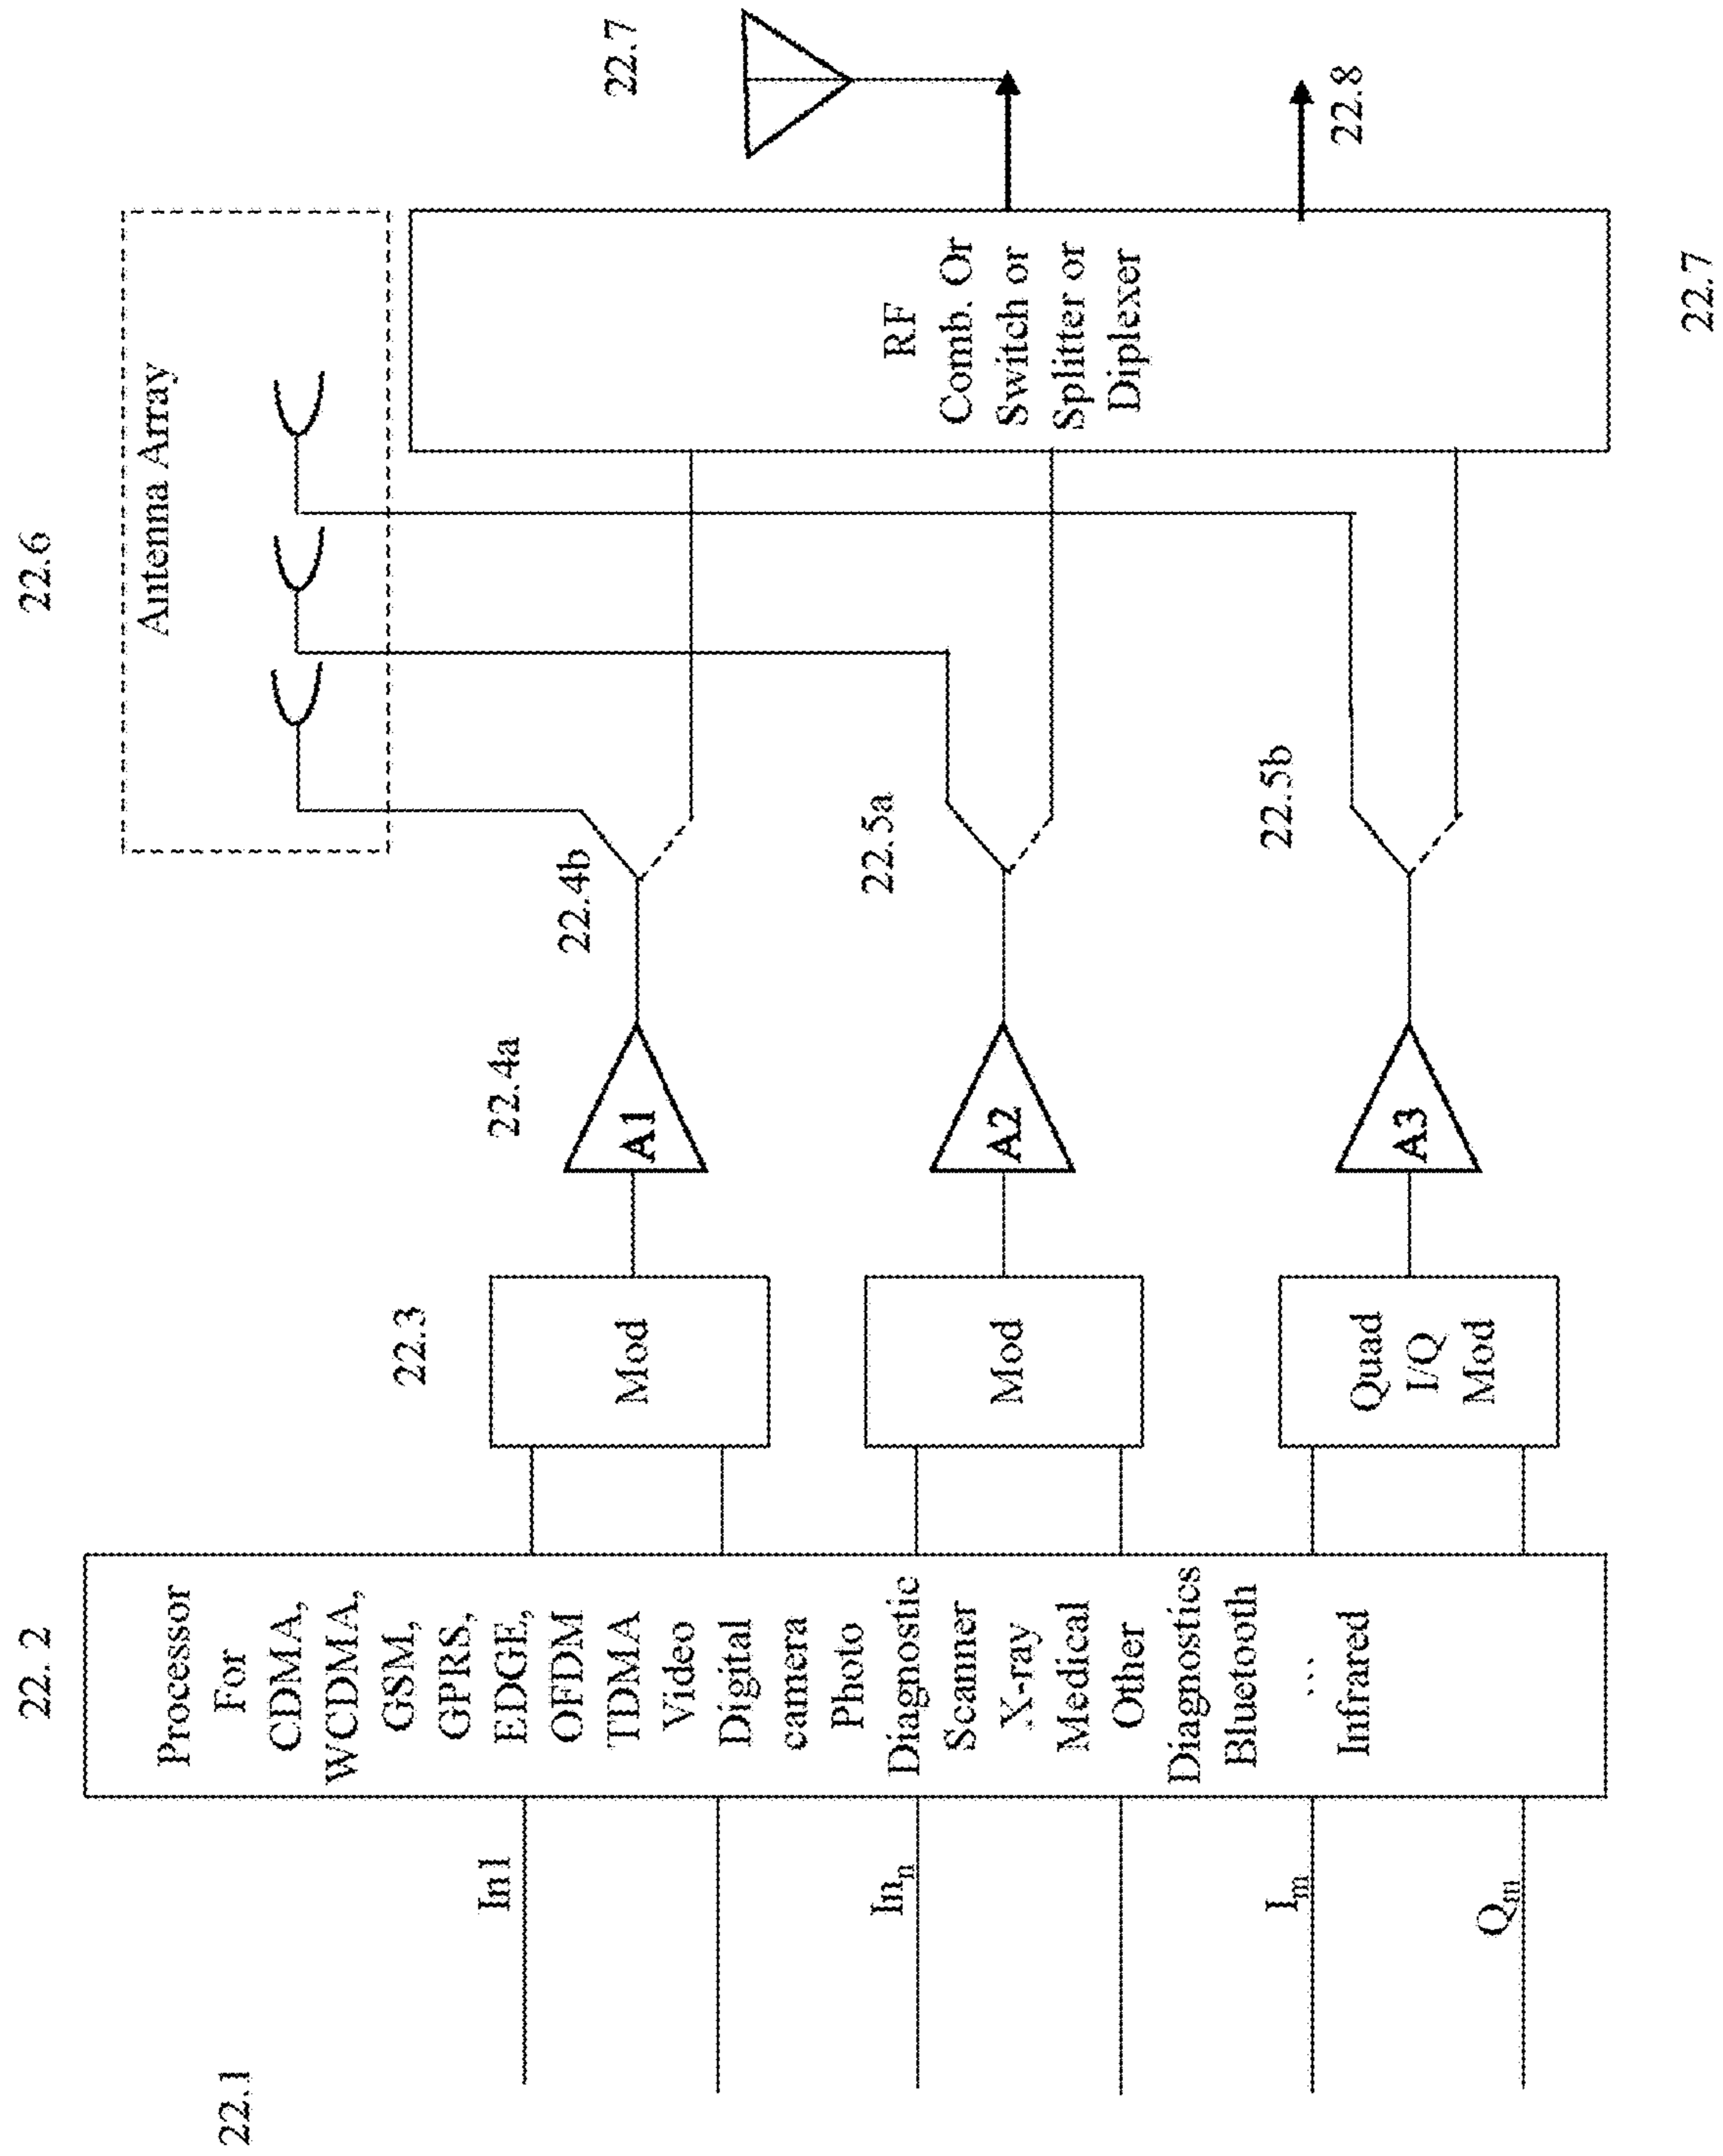 22.6
Antenna Array
22.7
22.2
Processor
For
CDMA,
WCDMA,
GSM,
GPRS,
EDGE,
OFDM
TDMA
Video
Digital
camera
Photo
Diagnostic
Scanner
X-ray
Medical
Other
Diagnostics
Bluetooth
...
Infrared
22.1
In1
Inn
Im
Qm
22.3
Mod
Mod
Quad
I/Q
Mod
22.4a
A1
A2
A3
22.4b
22.5a
22.5b
RF
Comb. Or
Switch or
Splitter or
Diplexer
22.8
22.7